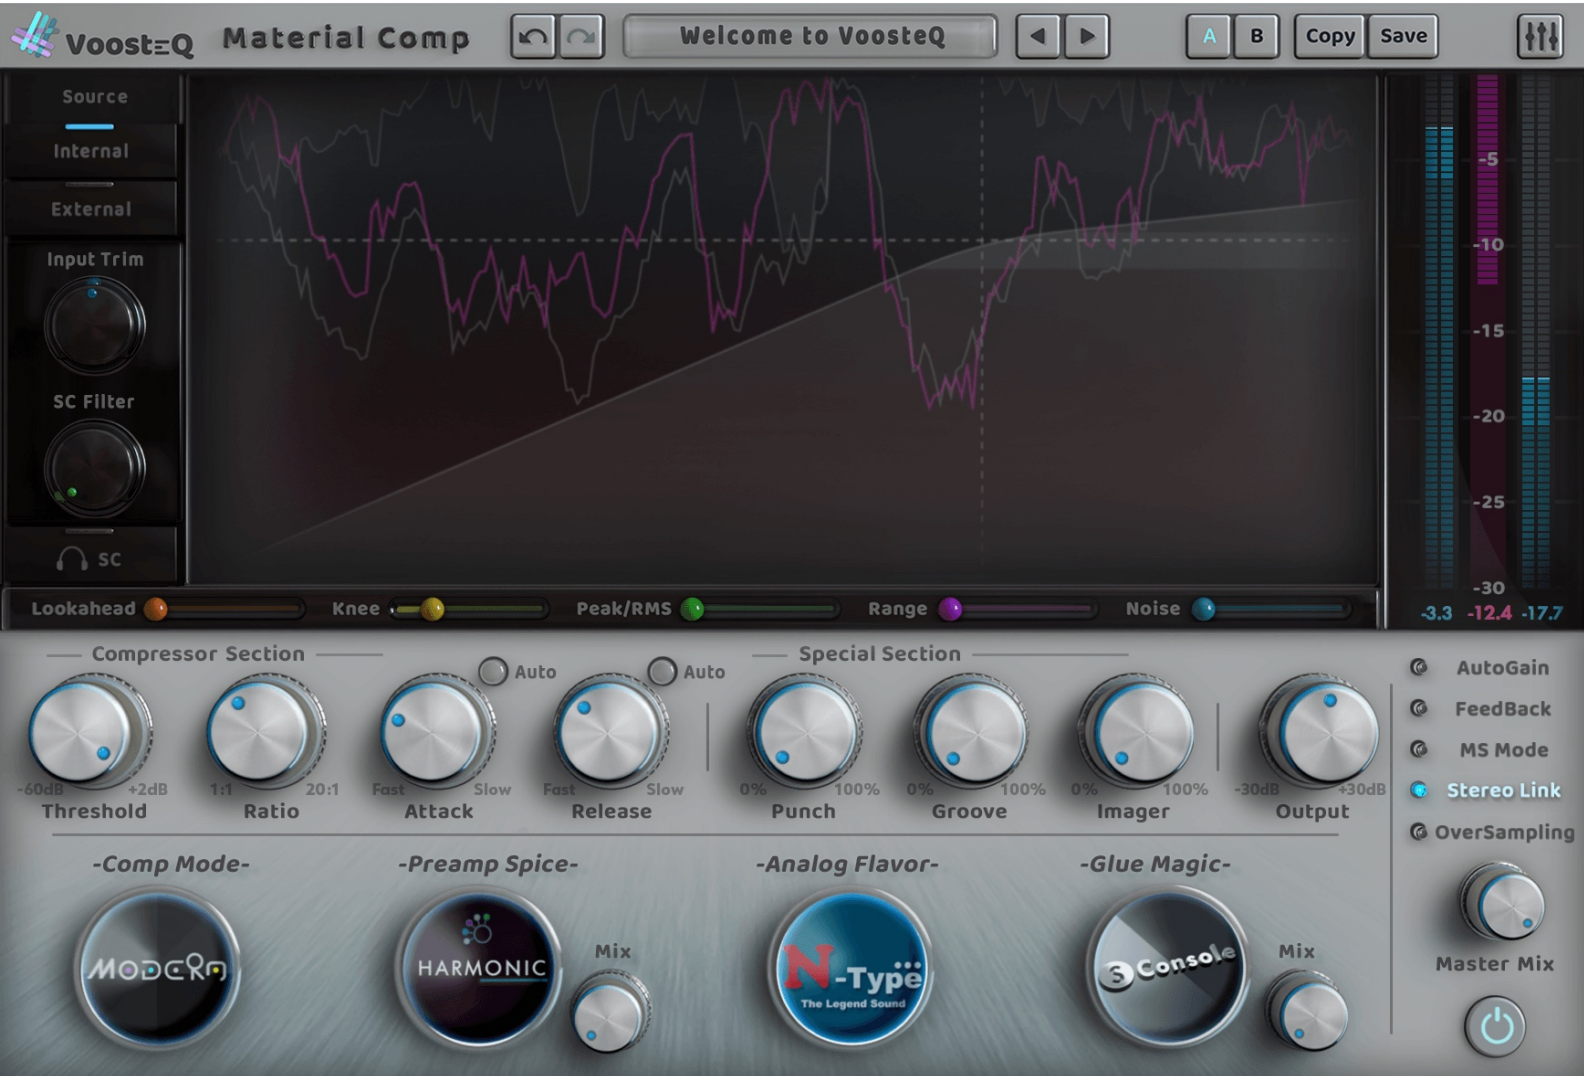 VoosteQ Material Comp Welcome to VoosteQ A B Copy Save
Source
Internal
External
Input Trim
SC Filter
SC
-5
-10
-15
-20
-25
-30
-3.3 -12.4 -17.7
Lookahead Knee Peak/RMS Range Noise
Compressor Section
Auto
Auto
Special Section
-60dB +2dB
Threshold
1:1 20:1
Ratio
Fast Slow
Attack
Fast Slow
Release
0% 100%
Punch
0% 100%
Groove
0% 100%
Imager
-30dB +30dB
Output
AutoGain
FeedBack
MS Mode
Stereo Link
OverSampling
Master Mix
-Comp Mode-
MODERN
-Preamp Spice-
HARMONIC
Mix
-Analog Flavor-
N-Type
The Legend Sound
-Glue Magic-
S Console
Mix